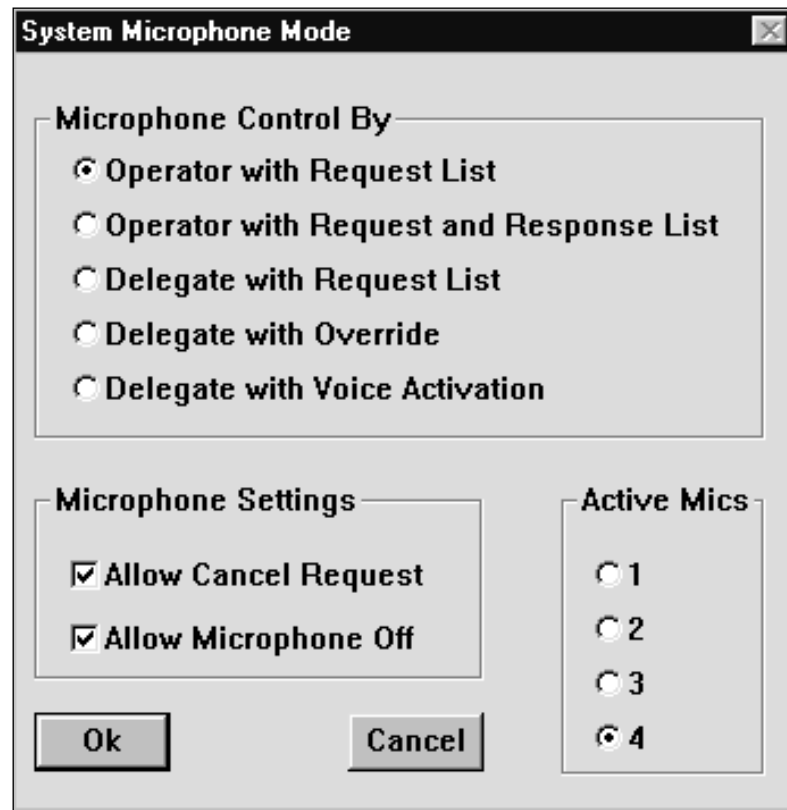 System Microphone Mode
Microphone Control By
Operator with Request List
Operator with Request and Response List
Delegate with Request List
Delegate with Override
Delegate with Voice Activation
Microphone Settings
Allow Cancel Request
Allow Microphone Off
Active Mics
1
2
3
4
Ok
Cancel